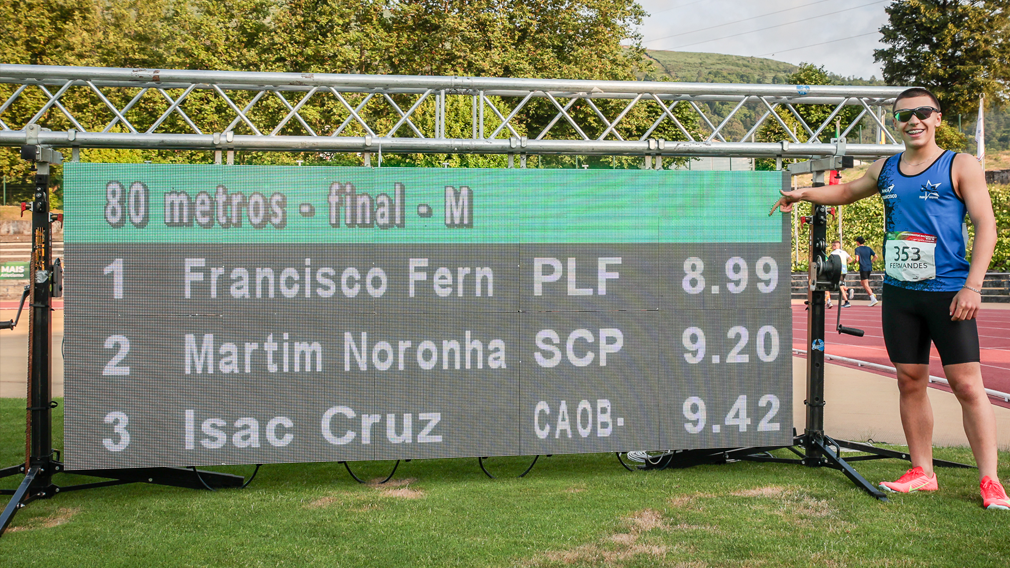 80 metros - final - M
1 Francisco Fern PLF 8.99
2 Martim Noronha SCP 9.20
3 Isac Cruz CAOB- 9.42
353
FERNANDES
MAIS